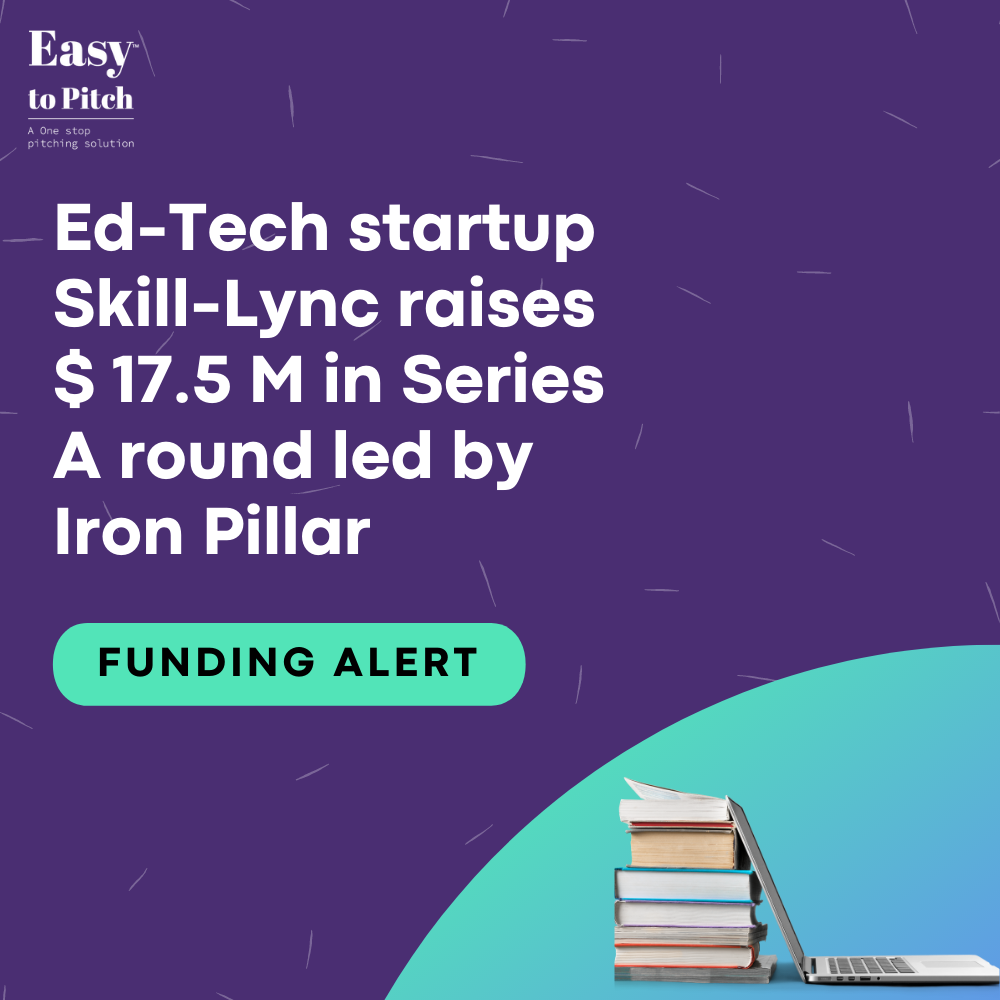 Easy™
to Pitch
A One stop
pitching solution
Ed-Tech startup
Skill-Lync raises
$ 17.5 M in Series
A round led by
Iron Pillar
FUNDING ALERT